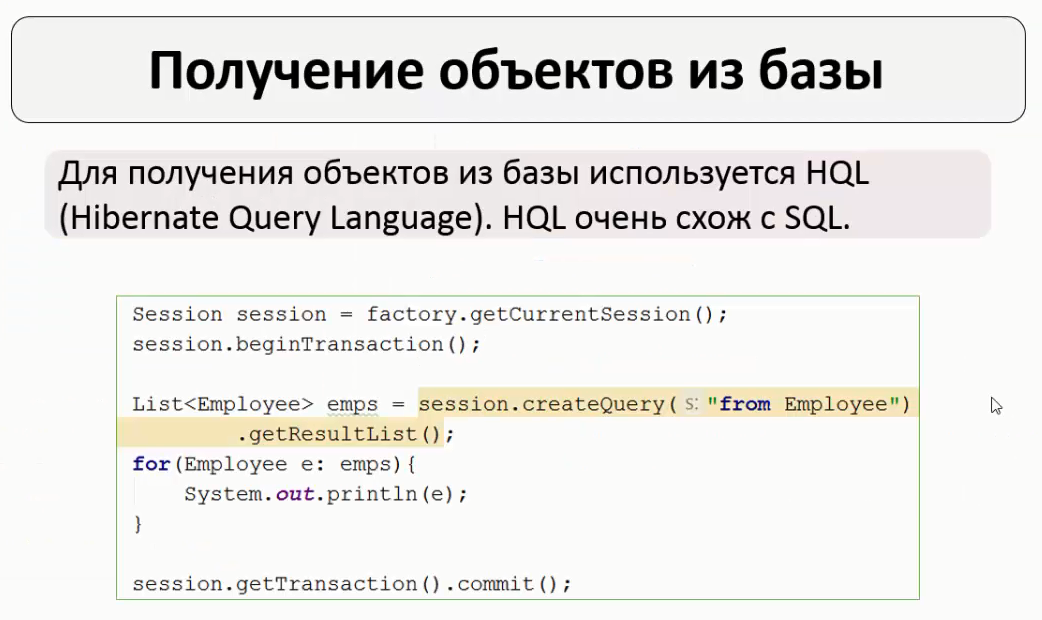 Получение объектов из базы
Для получения объектов из базы используется HQL
(Hibernate Query Language). HQL очень схож с SQL.
Session session = factory.getCurrentSession();
session.beginTransaction();
List<Employee> emps = session.createQuery( s: "from Employee")
.getResultList();
for(Employee e: emps){
System.out.println(e);
}
session.getTransaction().commit();